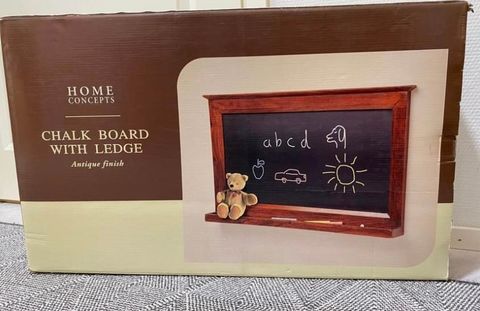 HOME
CONCEPTS
CHALK BOARD
WITH LEDGE
Antique finish
a b c d